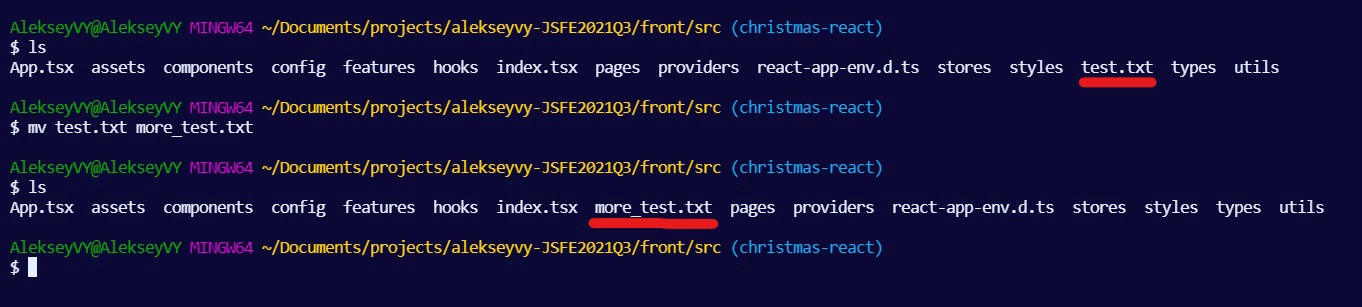 AlekseyVY@AlekseyVY MINGW64 ~/Documents/projects/alekseyvy-JSFE2021Q3/front/src (christmas-react)
$ ls
App.tsx assets components config features hooks index.tsx pages providers react-app-env.d.ts stores styles test.txt types utils
AlekseyVY@AlekseyVY MINGW64 ~/Documents/projects/alekseyvy-JSFE2021Q3/front/src (christmas-react)
$ mv test.txt more_test.txt
AlekseyVY@AlekseyVY MINGW64 ~/Documents/projects/alekseyvy-JSFE2021Q3/front/src (christmas-react)
$ ls
App.tsx assets components config features hooks index.tsx more_test.txt pages providers react-app-env.d.ts stores styles types utils
AlekseyVY@AlekseyVY MINGW64 ~/Documents/projects/alekseyvy-JSFE2021Q3/front/src (christmas-react)
$